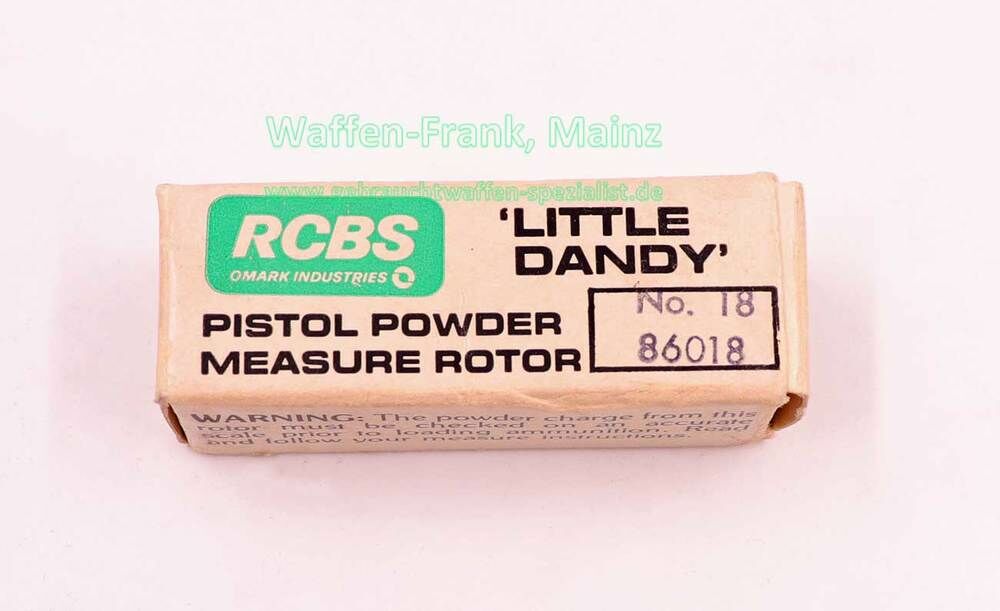 Waffen-Frank, Mainz
www.gebrauchtwaffen-spezialist.de
RCBS
OMARK INDUSTRIES
'LITTLE
DANDY'
PISTOL POWDER
MEASURE ROTOR
No. 18
86018
WARNING: The powder charge from this
rotor must be checked on an accurate
scale prior to loading ammunition. Read
and follow your measure instructions.